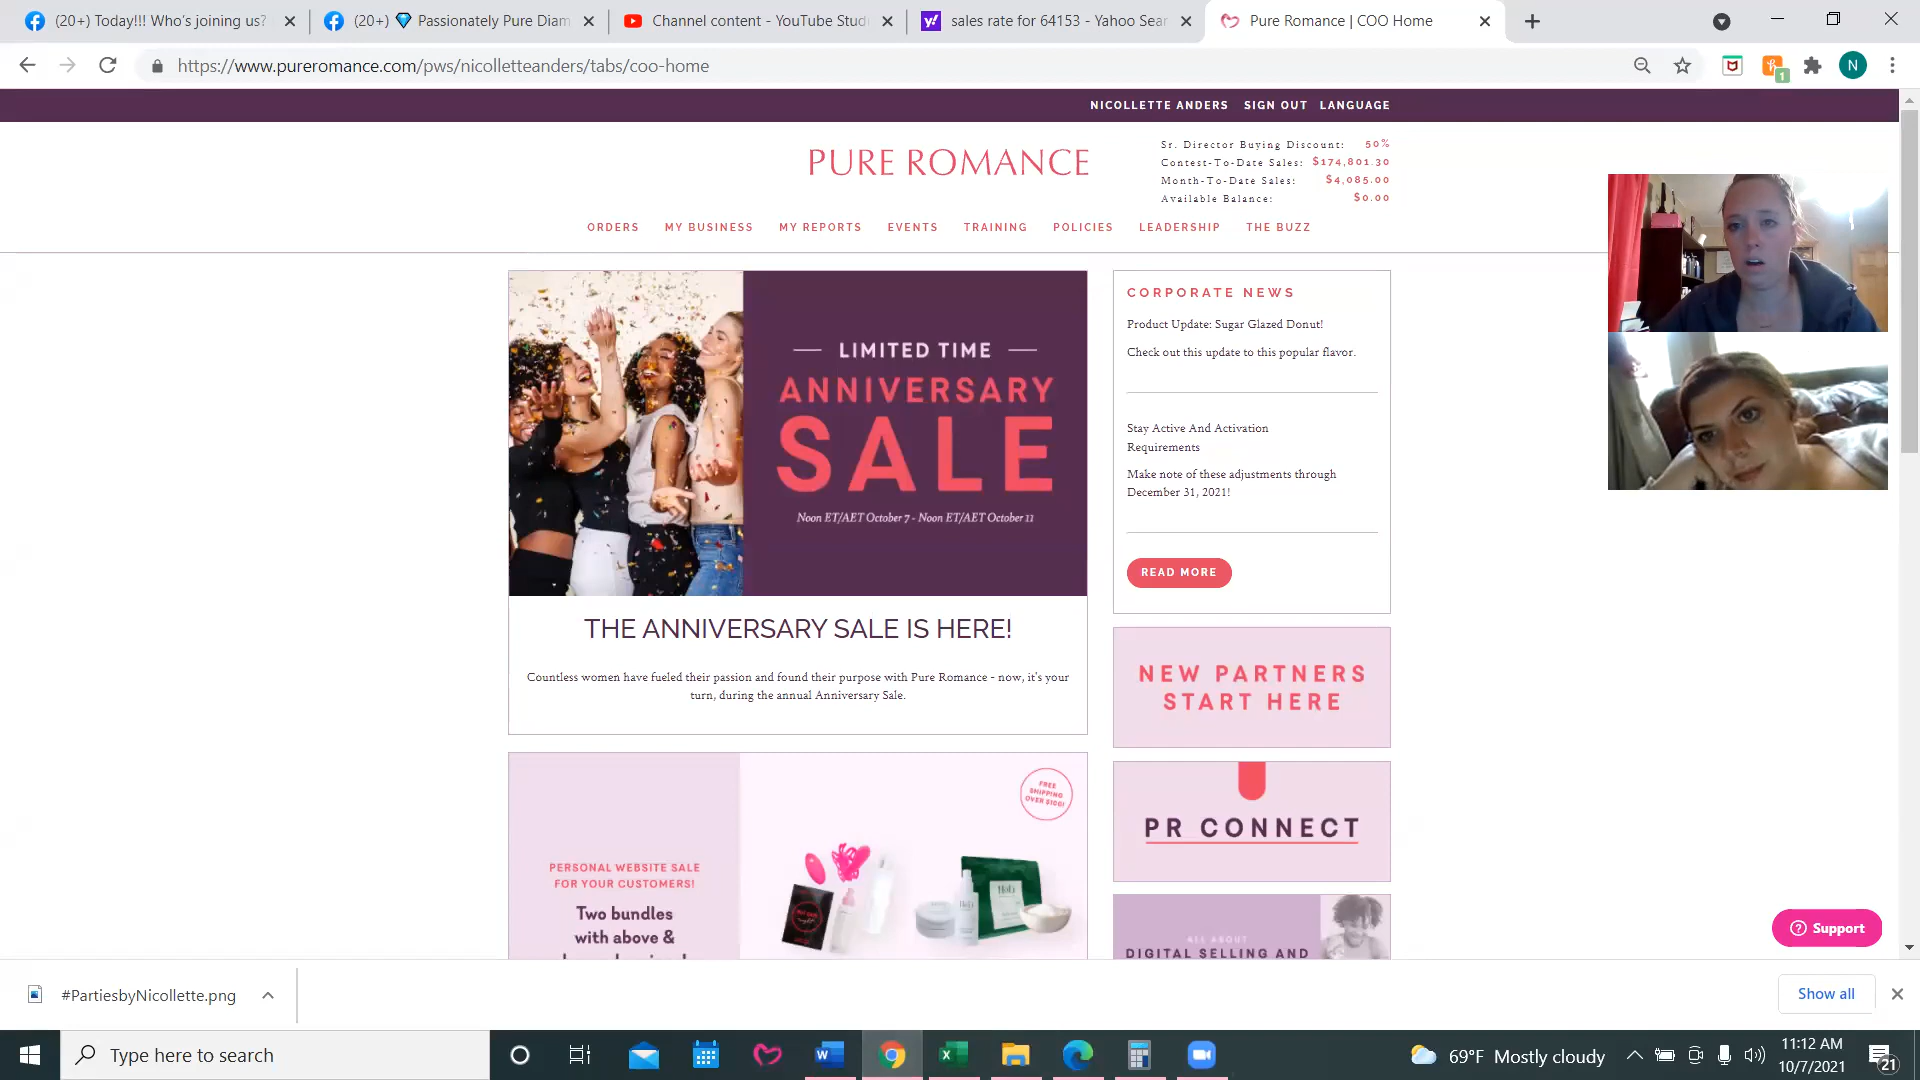 (20+) Today!!! Who's joining us?
(20+) 💎 Passionately Pure Diam
Channel content - YouTube Stud
sales rate for 64153 - Yahoo Sear
Pure Romance | COO Home
https://www.pureromance.com/pws/nicolletteanders/tabs/coo-home
1
N
NICOLLETTE ANDERS SIGN OUT LANGUAGE
PURE ROMANCE
Sr. Director Buying Discount: 50%
Contest-To-Date Sales: $174,801.30
Month-To-Date Sales: $4,085.00
Available Balance: $0.00
ORDERS MY BUSINESS MY REPORTS EVENTS TRAINING POLICIES LEADERSHIP THE BUZZ
LIMITED TIME
ANNIVERSARY
SALE
Noon ET/AET October 7 - Noon ET/AET October 11
THE ANNIVERSARY SALE IS HERE!
Countless women have fueled their passion and found their purpose with Pure Romance - now, it's your
turn, during the annual Anniversary Sale.
CORPORATE NEWS
Product Update: Sugar Glazed Donut!
Check out this update to this popular flavor.
Stay Active And Activation
Requirements
Make note of these adjustments through
December 31, 2021!
READ MORE
NEW PARTNERS
START HERE
PR CONNECT
ALL ABOUT
DIGITAL SELLING AND
PERSONAL WEBSITE SALE
FOR YOUR CUSTOMERS!
Two bundles
with above &
FREE
SHIPPING
OVER $100!
Support
#PartiesbyNicollette.png
Show all
Type here to search
69°F Mostly cloudy
11:12 AM
10/7/2021
21